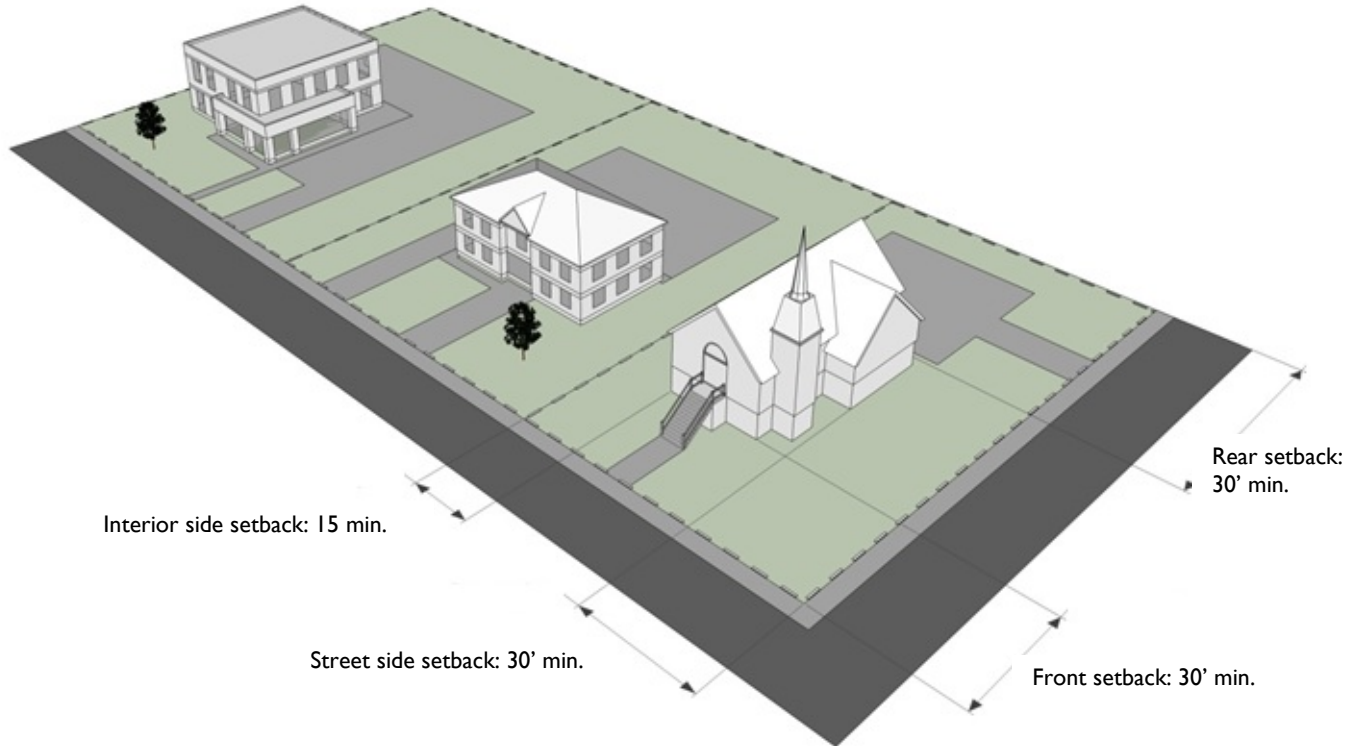 Rear setback:
30’ min.
Interior side setback: 15 min.
Street side setback: 30’ min.
Front setback: 30’ min.